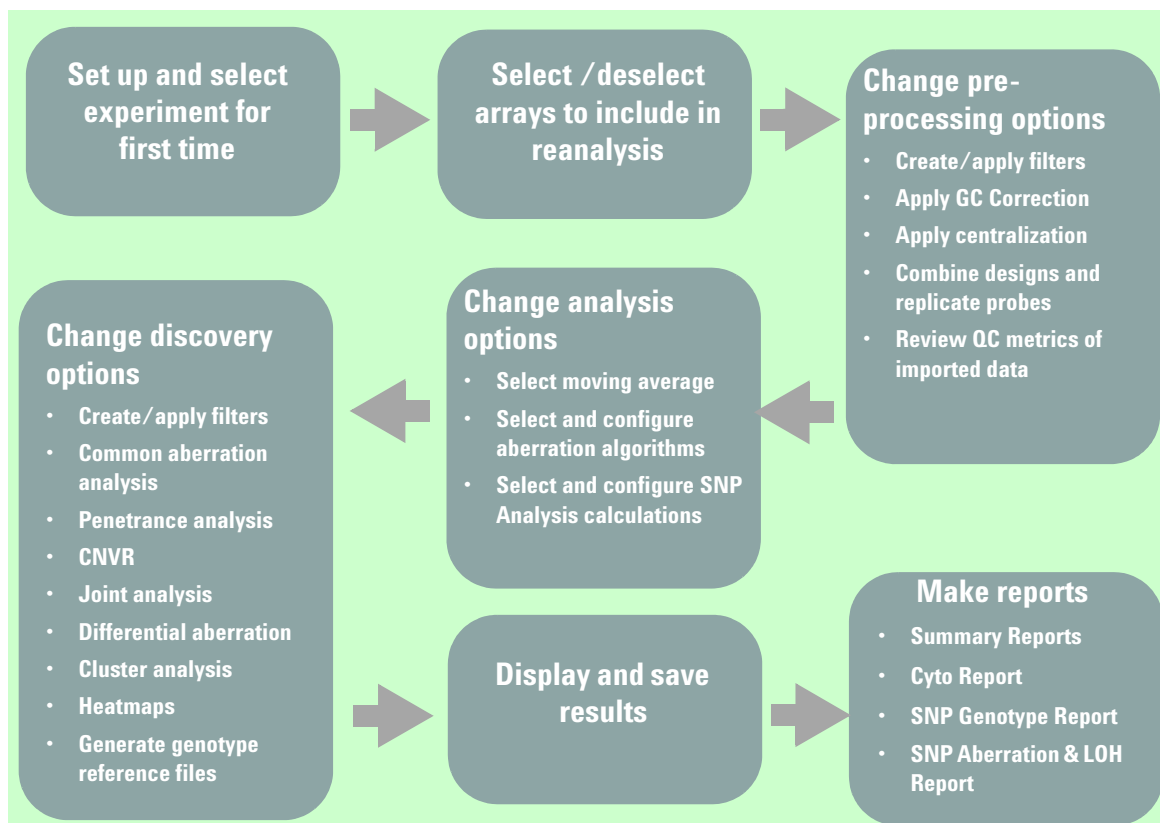 Set up and select
experiment for
first time
Select /deselect
arrays to include in
reanalysis
Change pre-
processing options
• Create/apply filters
• Apply GC Correction
• Apply centralization
• Combine designs and
replicate probes
• Review QC metrics of
imported data
Change analysis
options
• Select moving average
• Select and configure
aberration algorithms
• Select and configure SNP
Analysis calculations
Change discovery
options
• Create/apply filters
• Common aberration
analysis
• Penetrance analysis
• CNVR
• Joint analysis
• Differential aberration
• Cluster analysis
• Heatmaps
• Generate genotype
reference files
Display and save
results
Make reports
• Summary Reports
• Cyto Report
• SNP Genotype Report
• SNP Aberration & LOH
Report